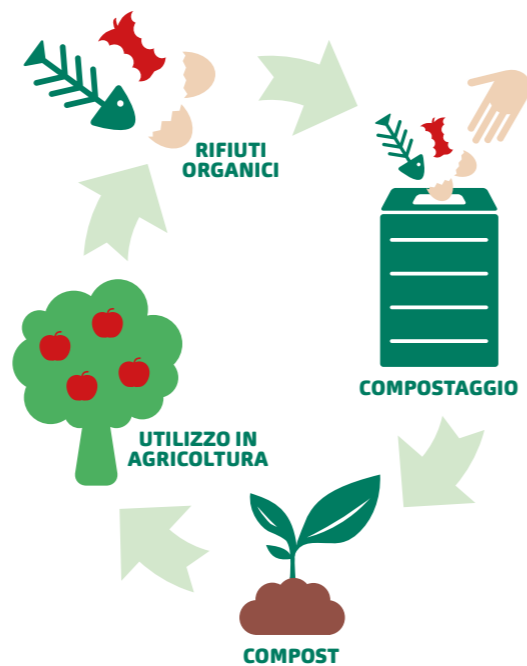 RIFIUTI
ORGANICI
COMPOSTAGGIO
UTILIZZO IN
AGRICOLTURA
COMPOST